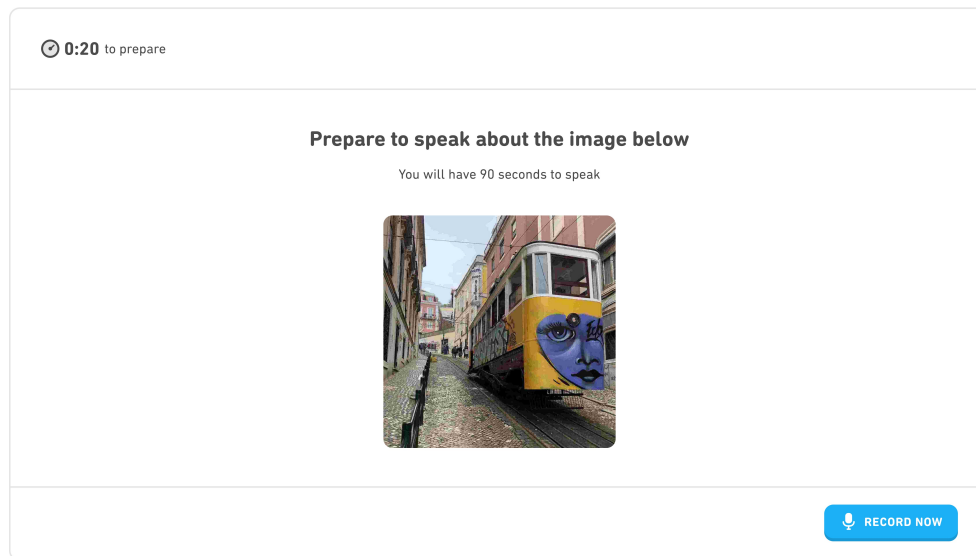 0:20 to prepare
Prepare to speak about the image below
You will have 90 seconds to speak
RECORD NOW